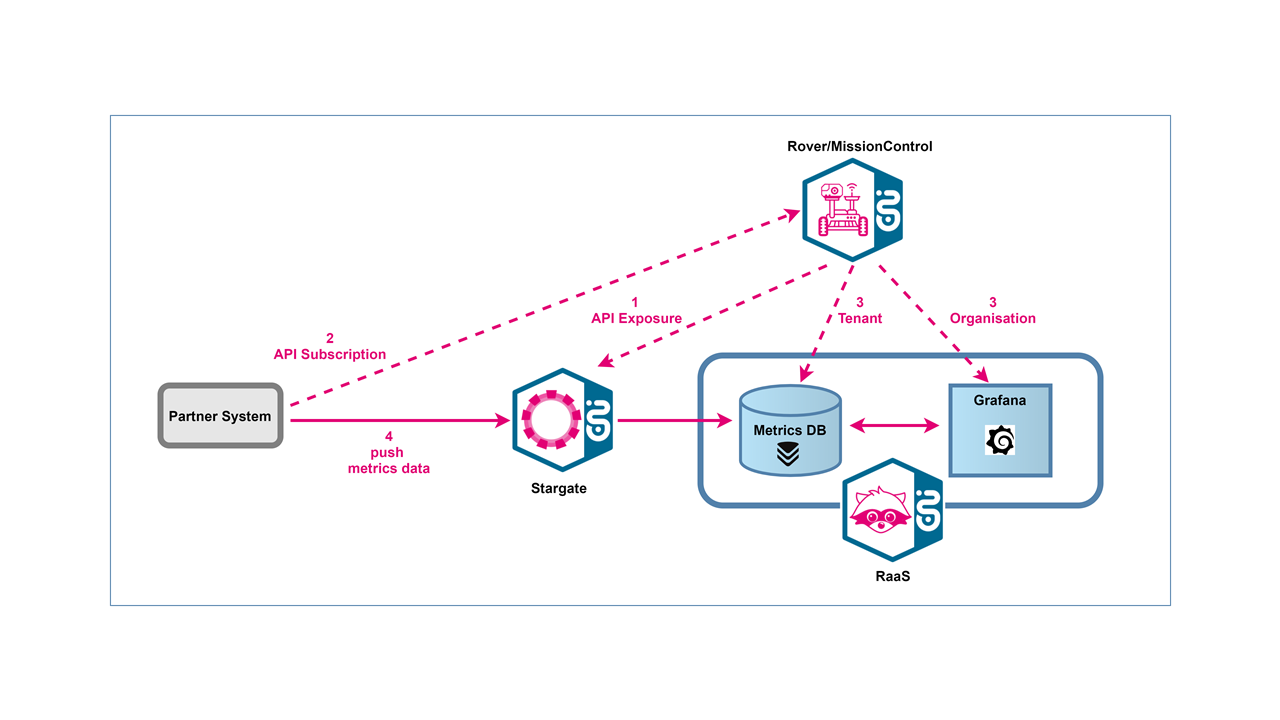 Rover/MissionControl
1
API Exposure
3
Tenant
3
Organisation
2
API Subscription
Partner System
4
push
metrics data
Stargate
Metrics DB
Grafana
RaaS